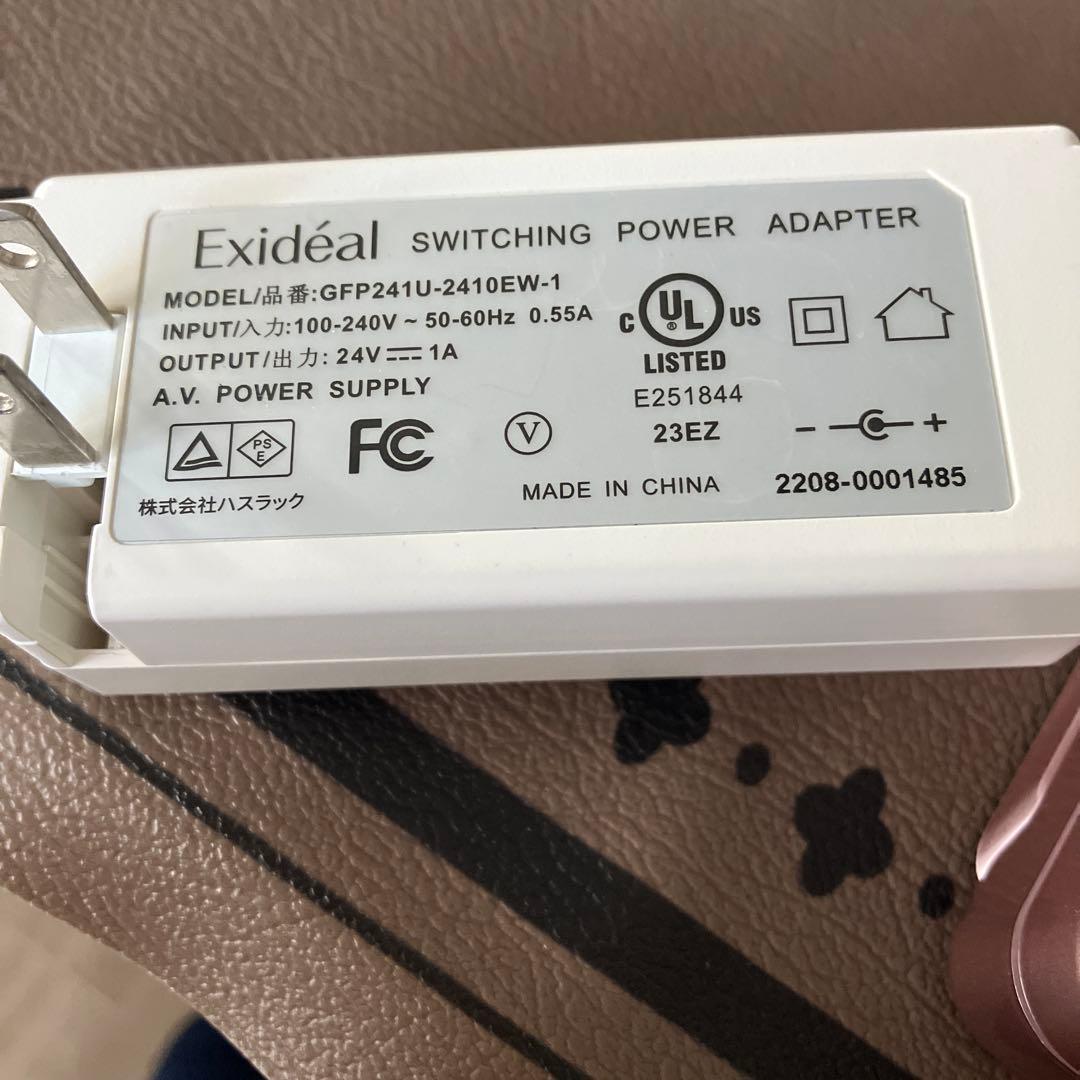 Exidéal SWITCHING POWER ADAPTER
MODEL/品番:GFP241U-2410EW-1
INPUT/入力:100-240V ~ 50-60Hz 0.55A
OUTPUT/出力: 24V⎓1A
A.V. POWER SUPPLY
C UL ® US
LISTED
E251844
23EZ
PS
E
FC
V
- +
株式会社ハスラック
MADE IN CHINA
2208-0001485